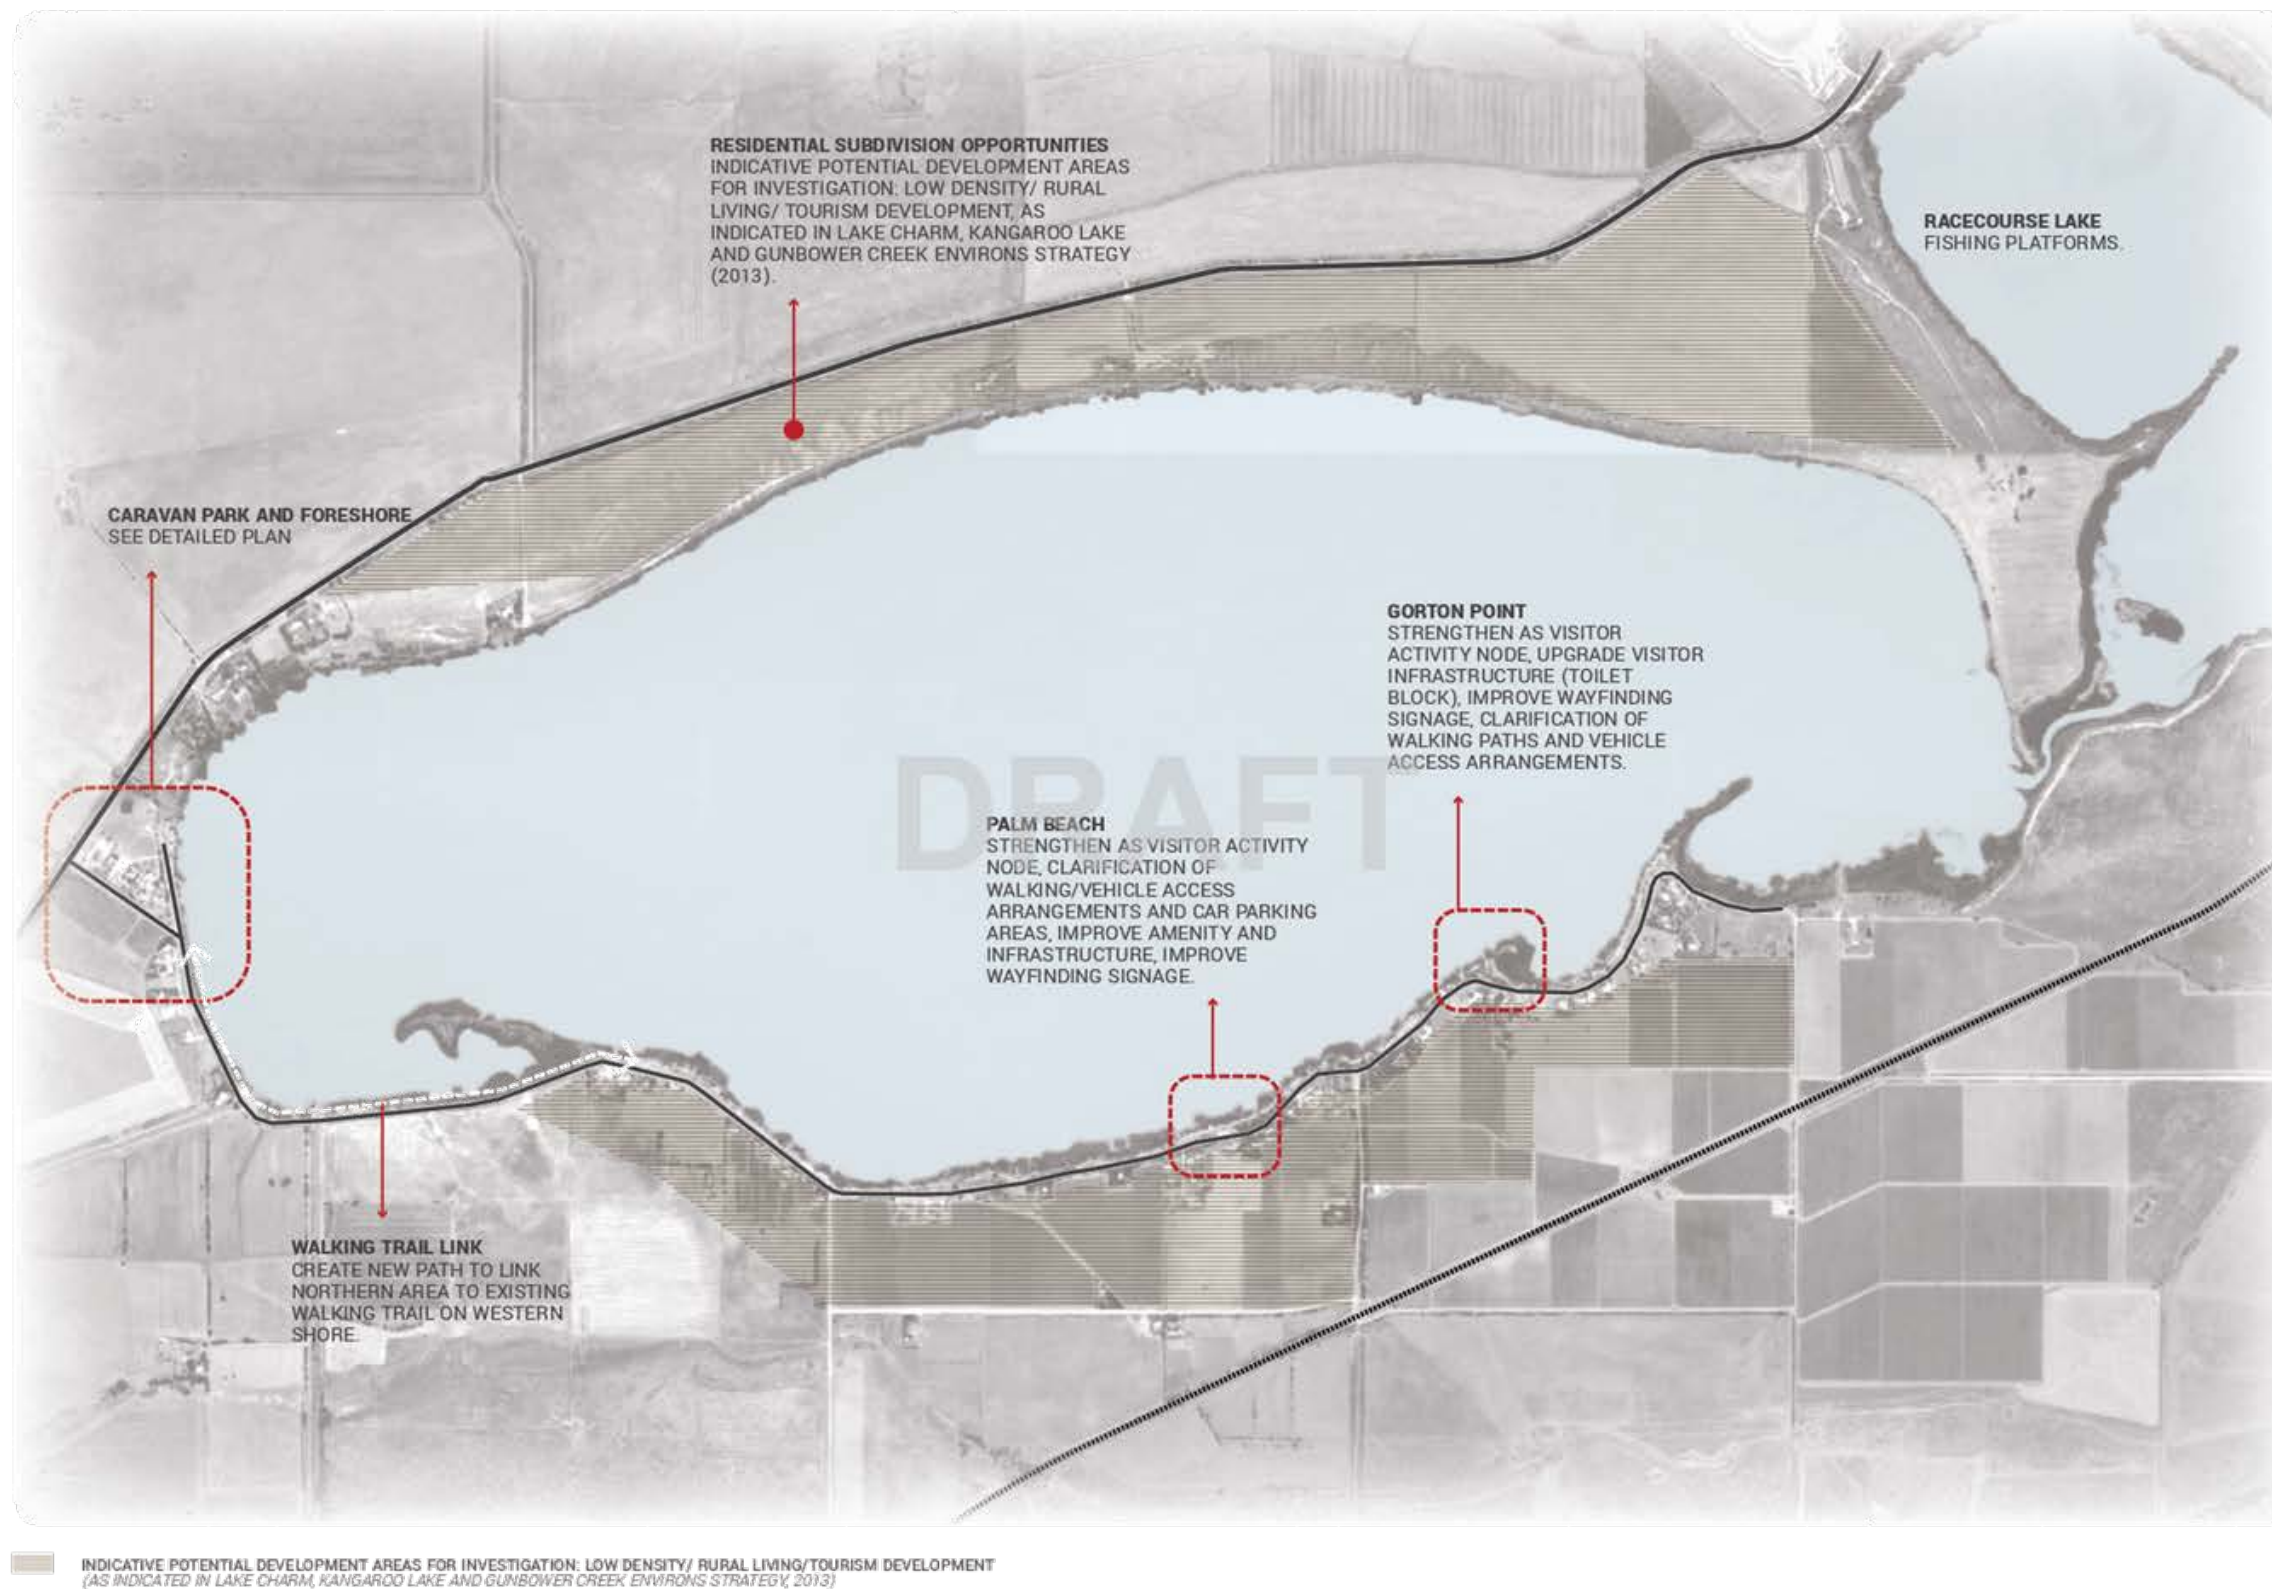 RESIDENTIAL SUBDIVISION OPPORTUNITIES
INDICATIVE POTENTIAL DEVELOPMENT AREAS
FOR INVESTIGATION: LOW DENSITY/ RURAL
LIVING/ TOURISM DEVELOPMENT, AS
INDICATED IN LAKE CHARM, KANGAROO LAKE
AND GUNBOWER CREEK ENVIRONS STRATEGY
(2013).
RACECOURSE LAKE
FISHING PLATFORMS.
CARAVAN PARK AND FORESHORE
SEE DETAILED PLAN
GORTON POINT
STRENGTHEN AS VISITOR
ACTIVITY NODE, UPGRADE VISITOR
INFRASTRUCTURE (TOILET
BLOCK), IMPROVE WAYFINDING
SIGNAGE, CLARIFICATION OF
WALKING PATHS AND VEHICLE
ACCESS ARRANGEMENTS.
DRAFT
PALM BEACH
STRENGTHEN AS VISITOR ACTIVITY
NODE, CLARIFICATION OF
WALKING/VEHICLE ACCESS
ARRANGEMENTS AND CAR PARKING
AREAS, IMPROVE AMENITY AND
INFRASTRUCTURE, IMPROVE
WAYFINDING SIGNAGE.
WALKING TRAIL LINK
CREATE NEW PATH TO LINK
NORTHERN AREA TO EXISTING
WALKING TRAIL ON WESTERN
SHORE.
INDICATIVE POTENTIAL DEVELOPMENT AREAS FOR INVESTIGATION: LOW DENSITY/ RURAL LIVING/TOURISM DEVELOPMENT
(AS INDICATED IN LAKE CHARM, KANGAROO LAKE AND GUNBOWER CREEK ENVIRONS STRATEGY, 2013)